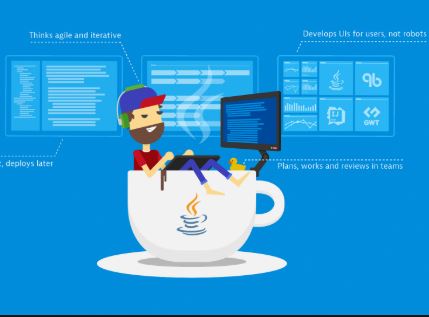 Thinks agile and iterative
Develops UIs for users, not robots
qb
GWT
, deploys later
Plans, works and reviews in teams